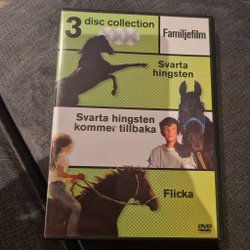 3 disc collection
Familjefilm
Svarta
hingsten
Svarta hingsten
kommer tillbaka
Flicka
DVD